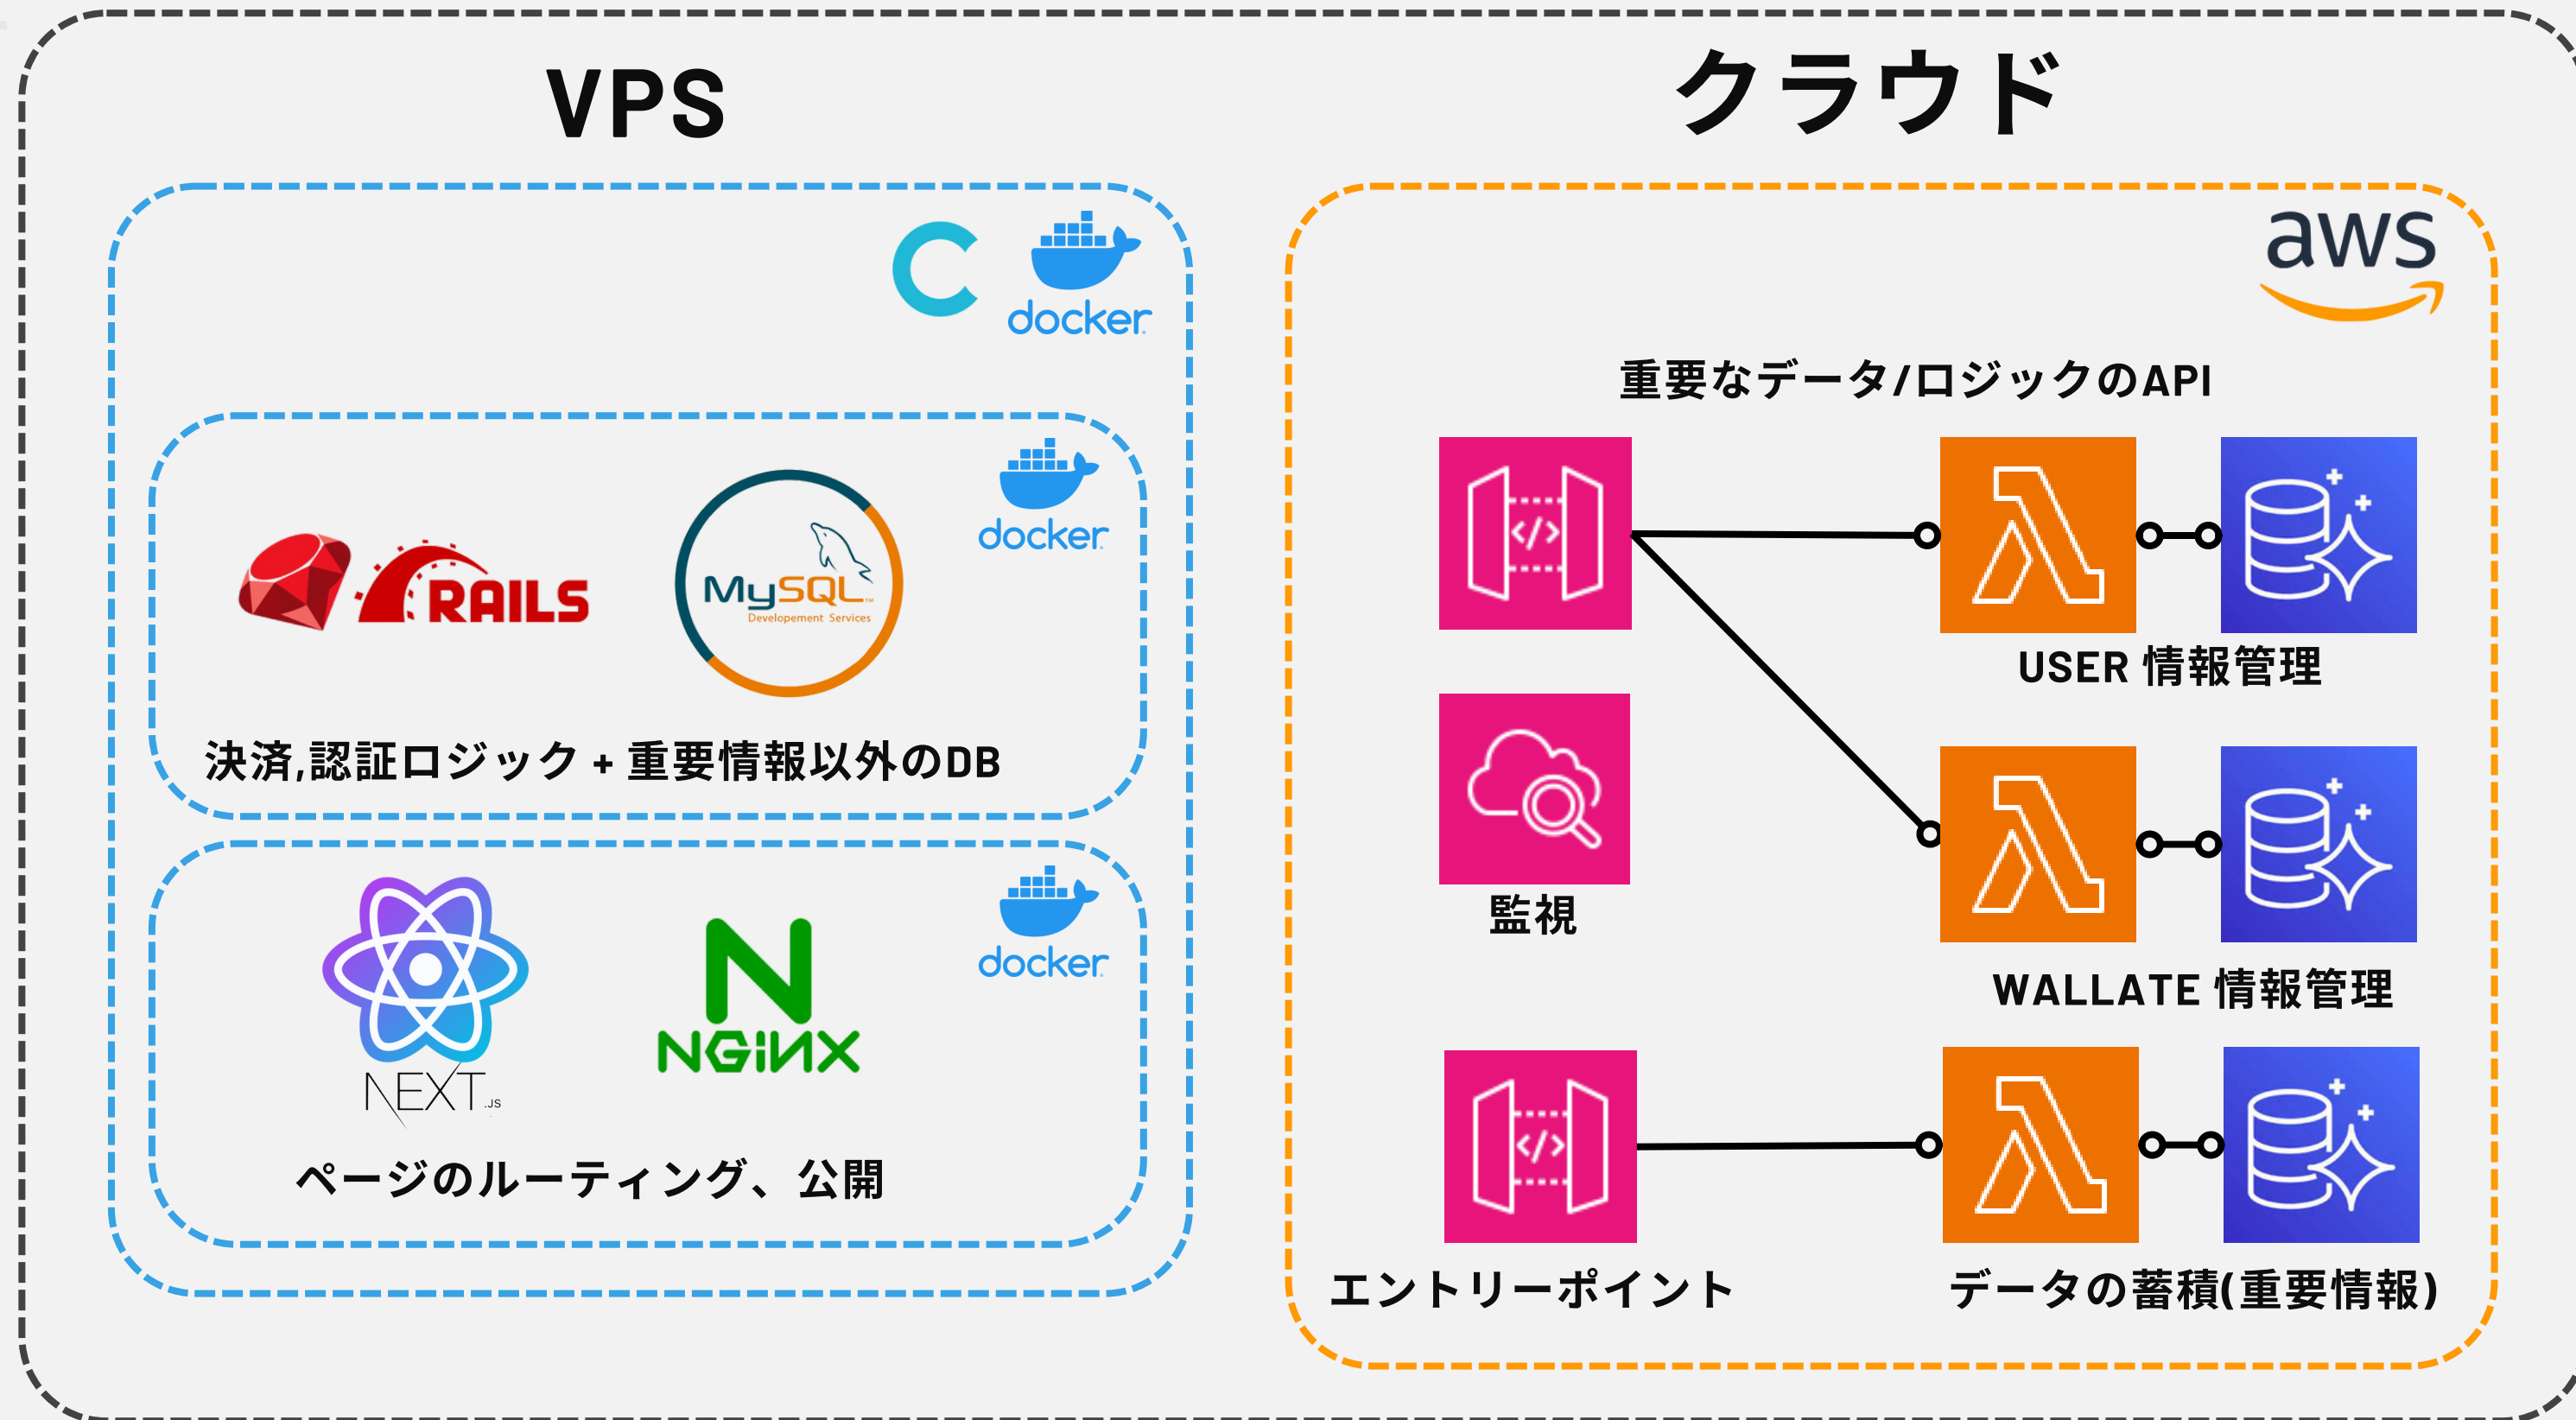 VPS
docker
docker
RAILS
MySQL™
Developement Services
決済,認証ロジック + 重要情報以外のDB
docker
NEXT.JS
NGiNX
ページのルーティング、公開
クラウド
aws
重要なデータ/ロジックのAPI
</>
USER 情報管理
監視
WALLATE 情報管理
</>
エントリーポイント
データの蓄積(重要情報)